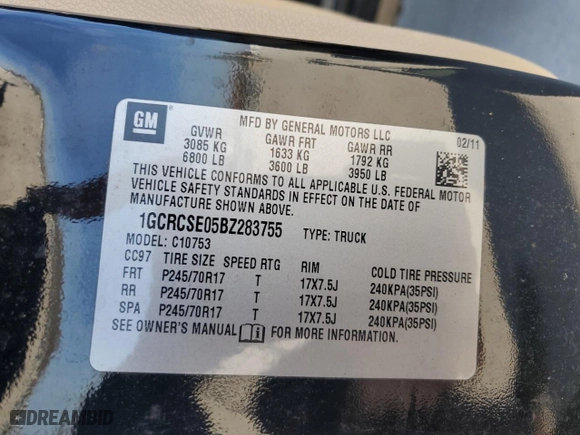 GM
MFD BY GENERAL MOTORS LLC
02/11
GVWR GAWR FRT GAWR RR
3085 KG 1633 KG 1792 KG
6800 LB 3600 LB 3950 LB
THIS VEHICLE CONFORMS TO ALL APPLICABLE U.S. FEDERAL MOTOR
VEHICLE SAFETY STANDARDS IN EFFECT ON THE DATE OF
MANUFACTURE SHOWN ABOVE.
1GCRCSE05BZ283755 TYPE: TRUCK
MODEL: C10753
CC97 TIRE SIZE SPEED RTG RIM COLD TIRE PRESSURE
FRT P245/70R17 T 17X7.5J 240KPA(35PSI)
RR P245/70R17 T 17X7.5J 240KPA(35PSI)
SPA P245/70R17 T 17X7.5J 240KPA(35PSI)
SEE OWNER'S MANUAL FOR MORE INFORMATION.
DREAMBID